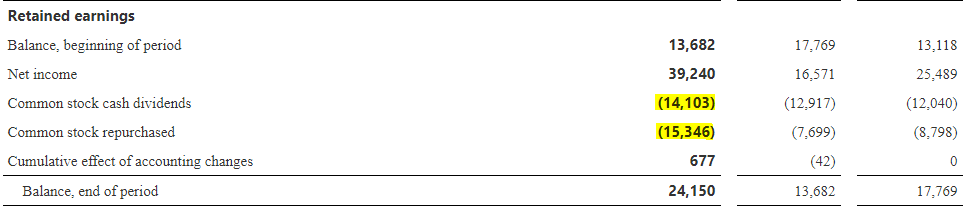 Retained earnings
Balance, beginning of period 13,682 17,769 13,118
Net income 39,240 16,571 25,489
Common stock cash dividends (14,103) (12,917) (12,040)
Common stock repurchased (15,346) (7,699) (8,798)
Cumulative effect of accounting changes 677 (42) 0
Balance, end of period 24,150 13,682 17,769